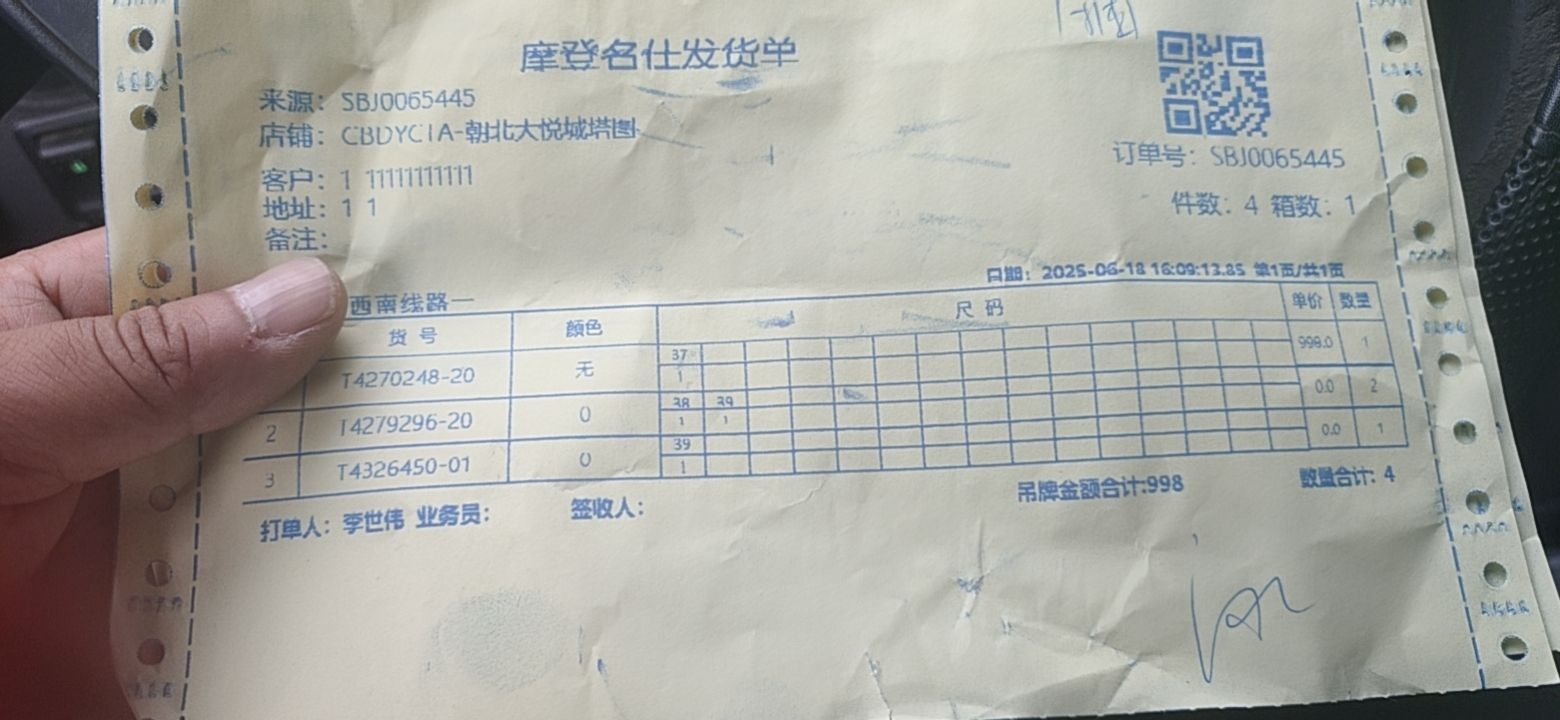 摩登名仕发货单
来源：SBJ0065445
店铺：CBDYC1A-朝北大悦城塔图
订单号：SBJ0065445
客户：1 11111111111
件数：4 箱数：1
地址：1 1
备注：
日期：2025-06-18 16:09:13.85 第1页/共1页
西南线路一
货号 颜色 尺码 单价 数量
T4270248-20 无 37 1 998.0 1
2 T4279296-20 0 38 39 1 1 0.0 2
3 T4326450-01 0 39 1 0.0 1
吊牌金额合计:998 数量合计: 4
打单人：李世伟 业务员： 签收人：